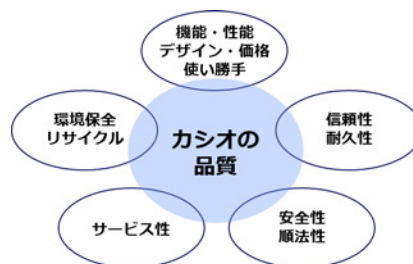 機能・性能
デザイン・価格
使い勝手
環境保全
リサイクル
カシオの
品質
信頼性
耐久性
サービス性
安全性
順法性